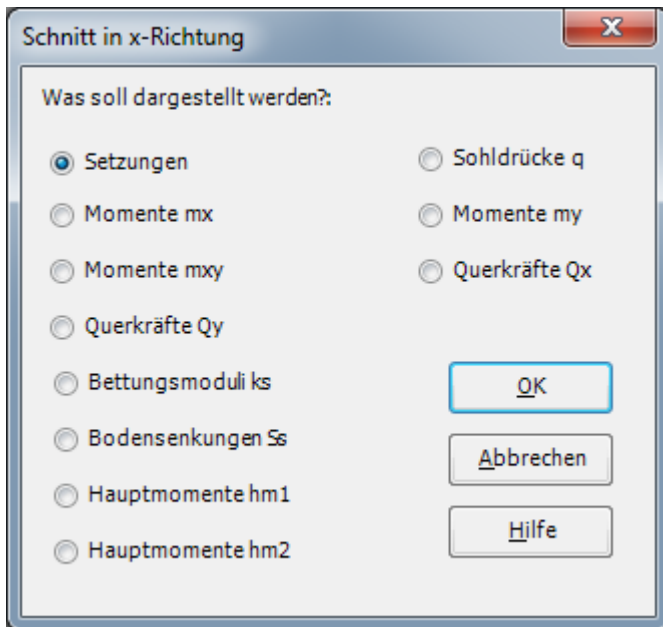 Schnitt in x-Richtung
Was soll dargestellt werden?:
Setzungen
Sohldrücke q
Momente mx
Momente my
Momente mxy
Querkräfte Qx
Querkräfte Qy
Bettungsmoduli ks
OK
Bodensenkungen Ss
Abbrechen
Hauptmomente hm1
Hilfe
Hauptmomente hm2